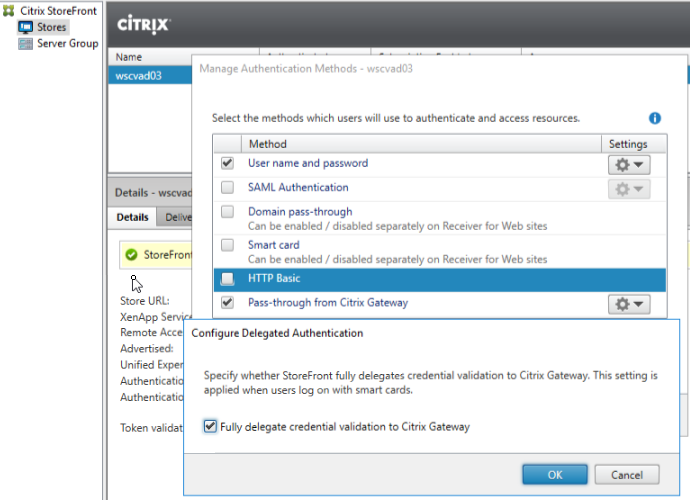 Citrix StoreFront
Stores
Server Group
CİTRIX
Name
wscvad03
Manage Authentication Methods - wscvad03
Select the methods which users will use to authenticate and access resources.
Method
Settings
User name and password
SAML Authentication
Domain pass-through
Can be enabled / disabled separately on Receiver for Web sites
Smart card
Can be enabled / disabled separately on Receiver for Web sites
HTTP Basic
Pass-through from Citrix Gateway
Details - wscvad
Details
Delive
StoreFron
Store URL:
XenApp Service
Remote Acce
Advertised:
Unified Exper
Authenticatio
Authenticatio
Token validat
Configure Delegated Authentication
Specify whether StoreFront fully delegates credential validation to Citrix Gateway. This setting is
applied when users log on with smart cards.
Fully delegate credential validation to Citrix Gateway
OK
Cancel